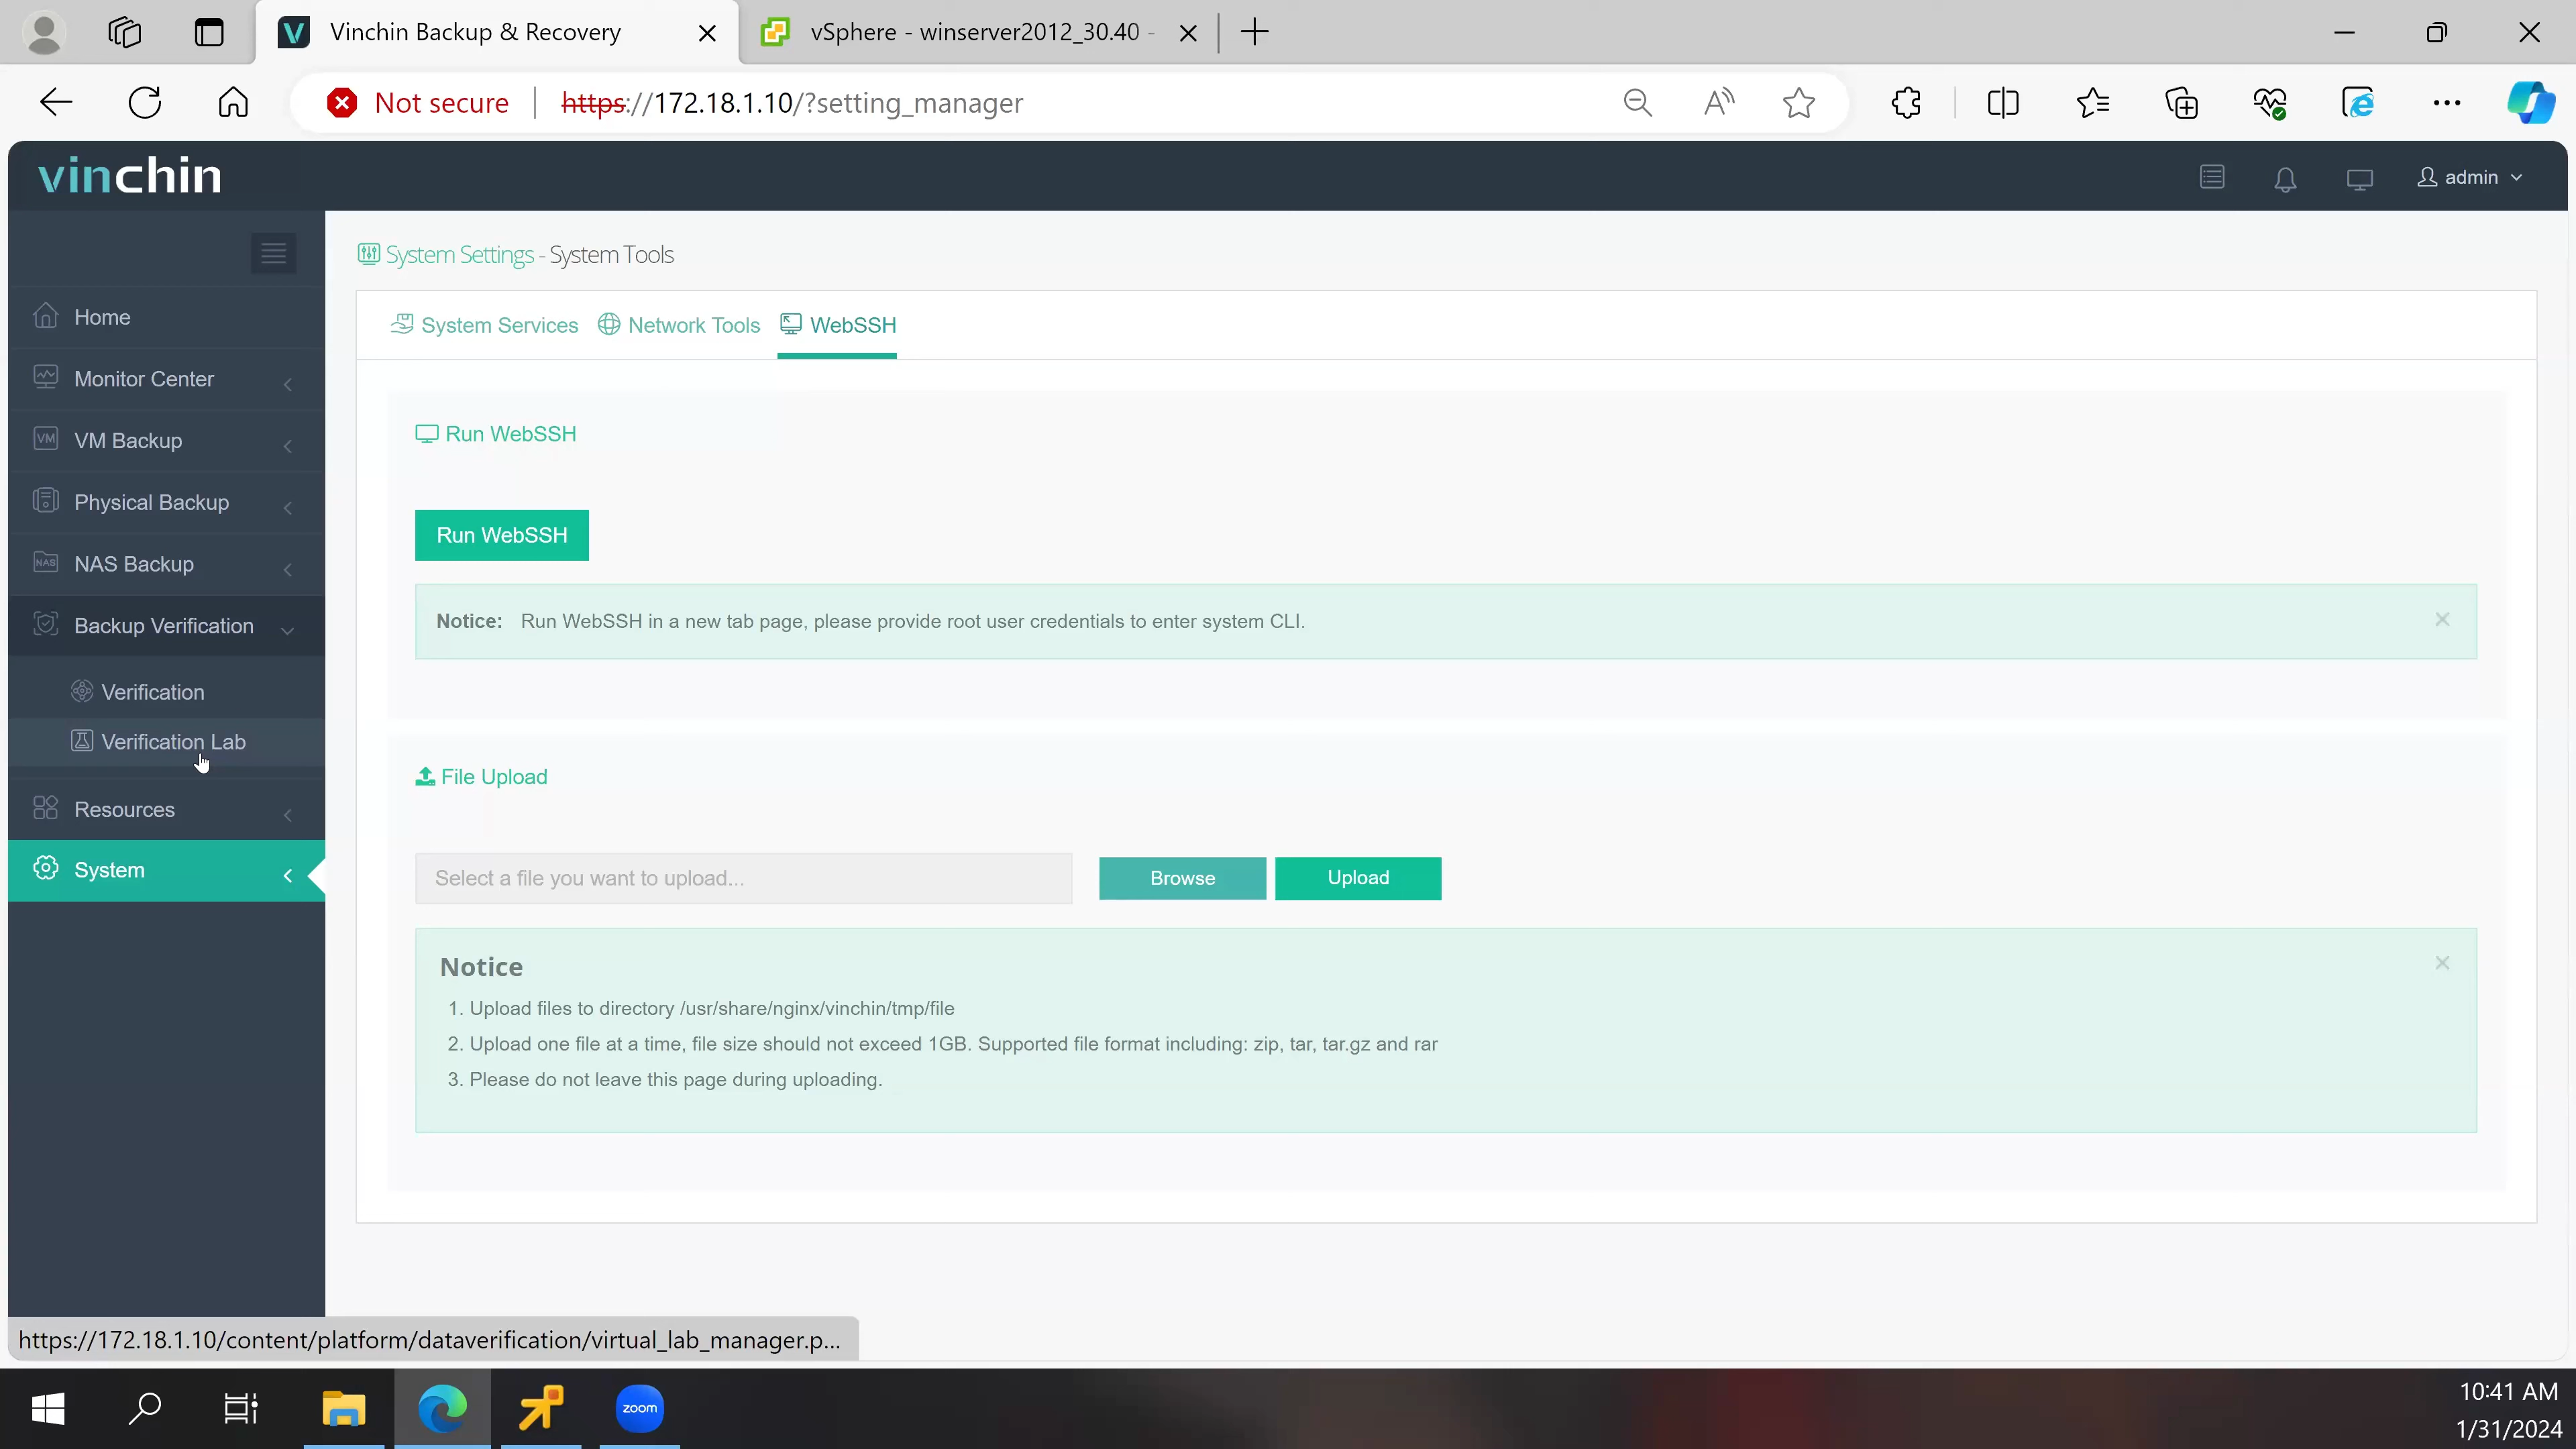 Vinchin Backup & Recovery
vSphere - winserver2012_30.40 -
Not secure
https://172.18.1.10/?setting_manager
vinchin
admin
System Settings - System Tools
Home
Monitor Center
VM Backup
Physical Backup
NAS Backup
Backup Verification
Verification
Verification Lab
Resources
System
System Services
Network Tools
WebSSH
Run WebSSH
Run WebSSH
Notice: Run WebSSH in a new tab page, please provide root user credentials to enter system CLI.
File Upload
Select a file you want to upload...
Browse
Upload
Notice
1. Upload files to directory /usr/share/nginx/vinchin/tmp/file
2. Upload one file at a time, file size should not exceed 1GB. Supported file format including: zip, tar, tar.gz and rar
3. Please do not leave this page during uploading.
https://172.18.1.10/content/platform/dataverification/virtual_lab_manager.p...
zoom
10:41 AM
1/31/2024